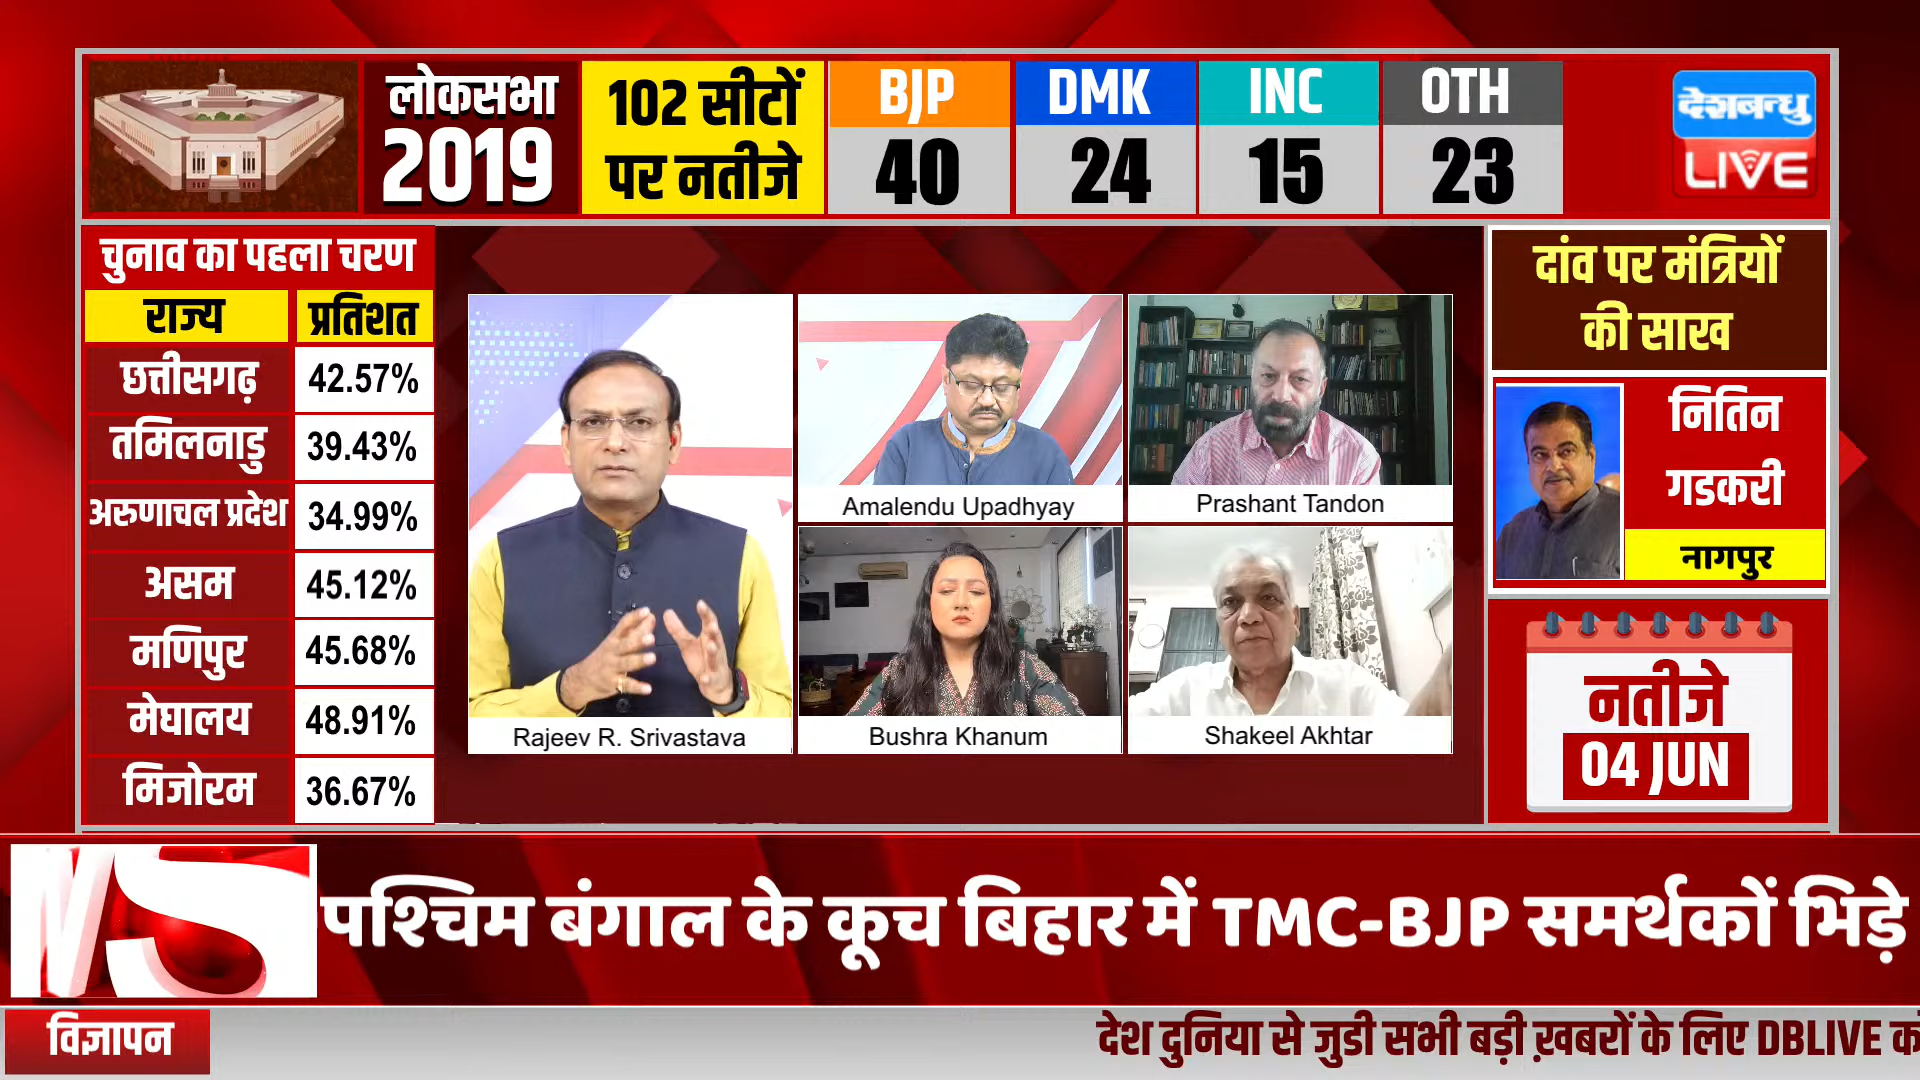 लोकसभा
2019
102 सीटों
पर नतीजे
BJP
40
DMK
24
INC
15
OTH
23
देशबन्धु
LIVE
चुनाव का पहला चरण
राज्य प्रतिशत
छत्तीसगढ़ 42.57%
तमिलनाडु 39.43%
अरुणाचल प्रदेश 34.99%
असम 45.12%
मणिपुर 45.68%
मेघालय 48.91%
मिजोरम 36.67%
Rajeev R. Srivastava
Amalendu Upadhyay
Prashant Tandon
Bushra Khanum
Shakeel Akhtar
दांव पर मंत्रियों
की साख
नितिन
गडकरी
नागपुर
नतीजे
04 JUN
पश्चिम बंगाल के कूच बिहार में TMC-BJP समर्थकों भिड़े
विज्ञापन
देश दुनिया से जुडी सभी बड़ी ख़बरों के लिए DBLIVE